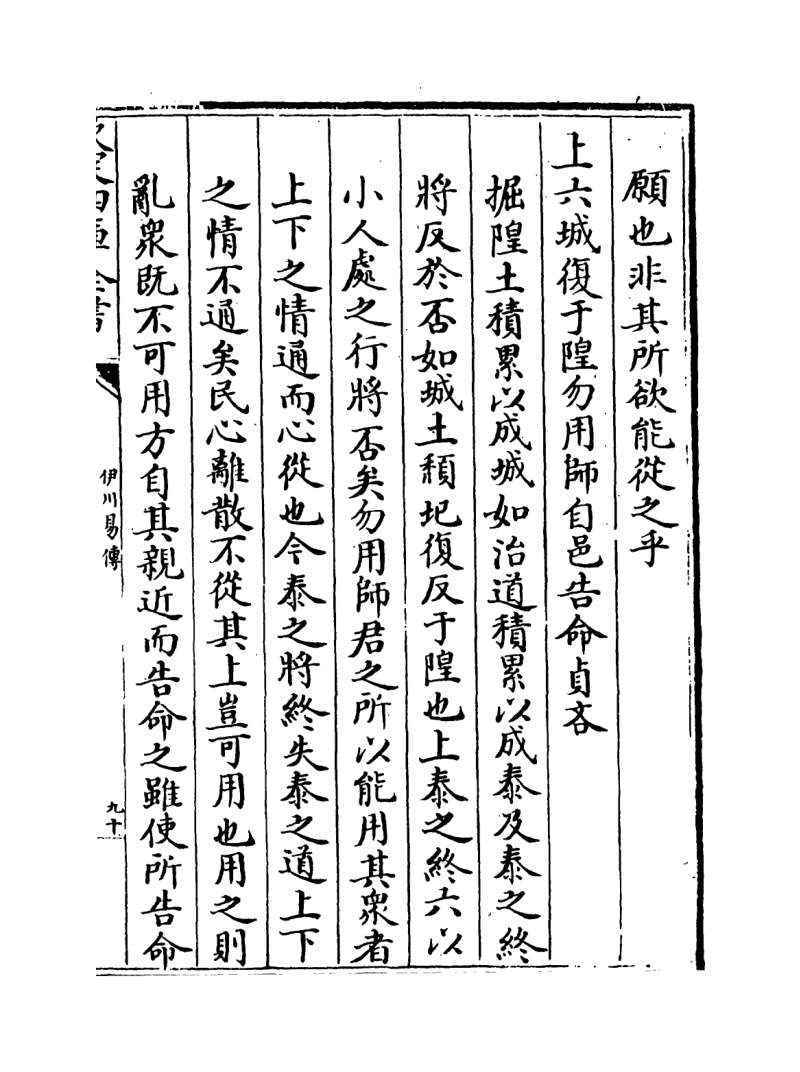 願也非其所欲能從之乎
上六城復于隍勿用師自邑告命貞吝
掘隍土積累以成城如治道積累以成泰及泰之終
將反於否如城土頹圮復反于隍也上泰之終六以
小人處之行將否矣勿用師君之所以能用其衆者
上下之情通而心從也今泰之將終失泰之道上下
之情不通矣民心離散不從其上豈可用也用之則
亂衆既不可用方自其親近而告命之雖使所告命
欽定四庫全書
伊川易傳
九十